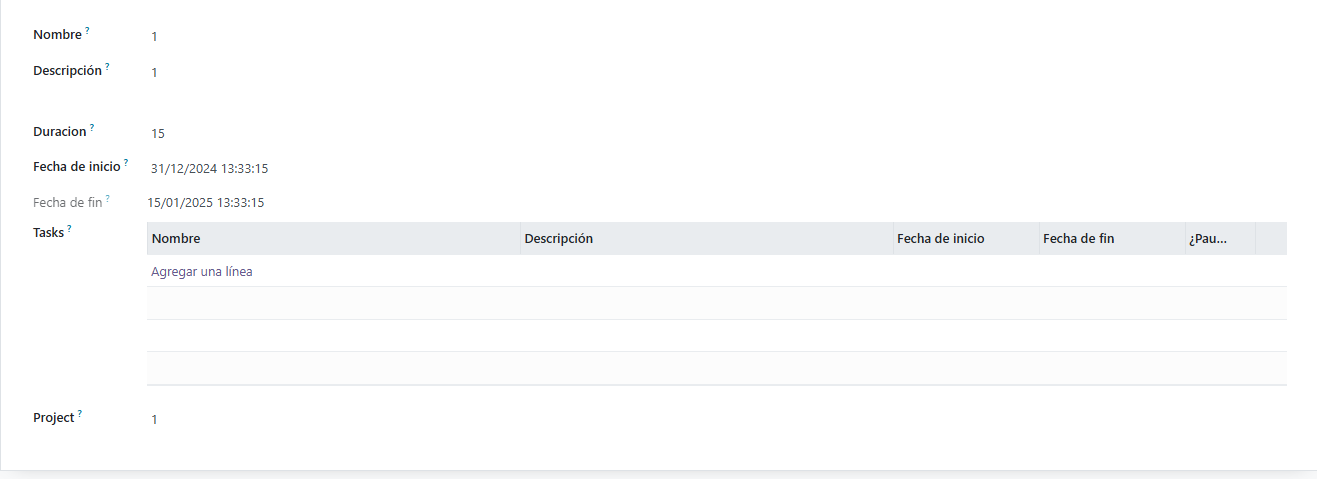 Nombre ? 1
Descripción ? 1
Duracion ? 15
Fecha de inicio ? 31/12/2024 13:33:15
Fecha de fin ? 15/01/2025 13:33:15
Tasks ? Nombre Descripción Fecha de inicio Fecha de fin ¿Pau...
Agregar una línea
Project ? 1